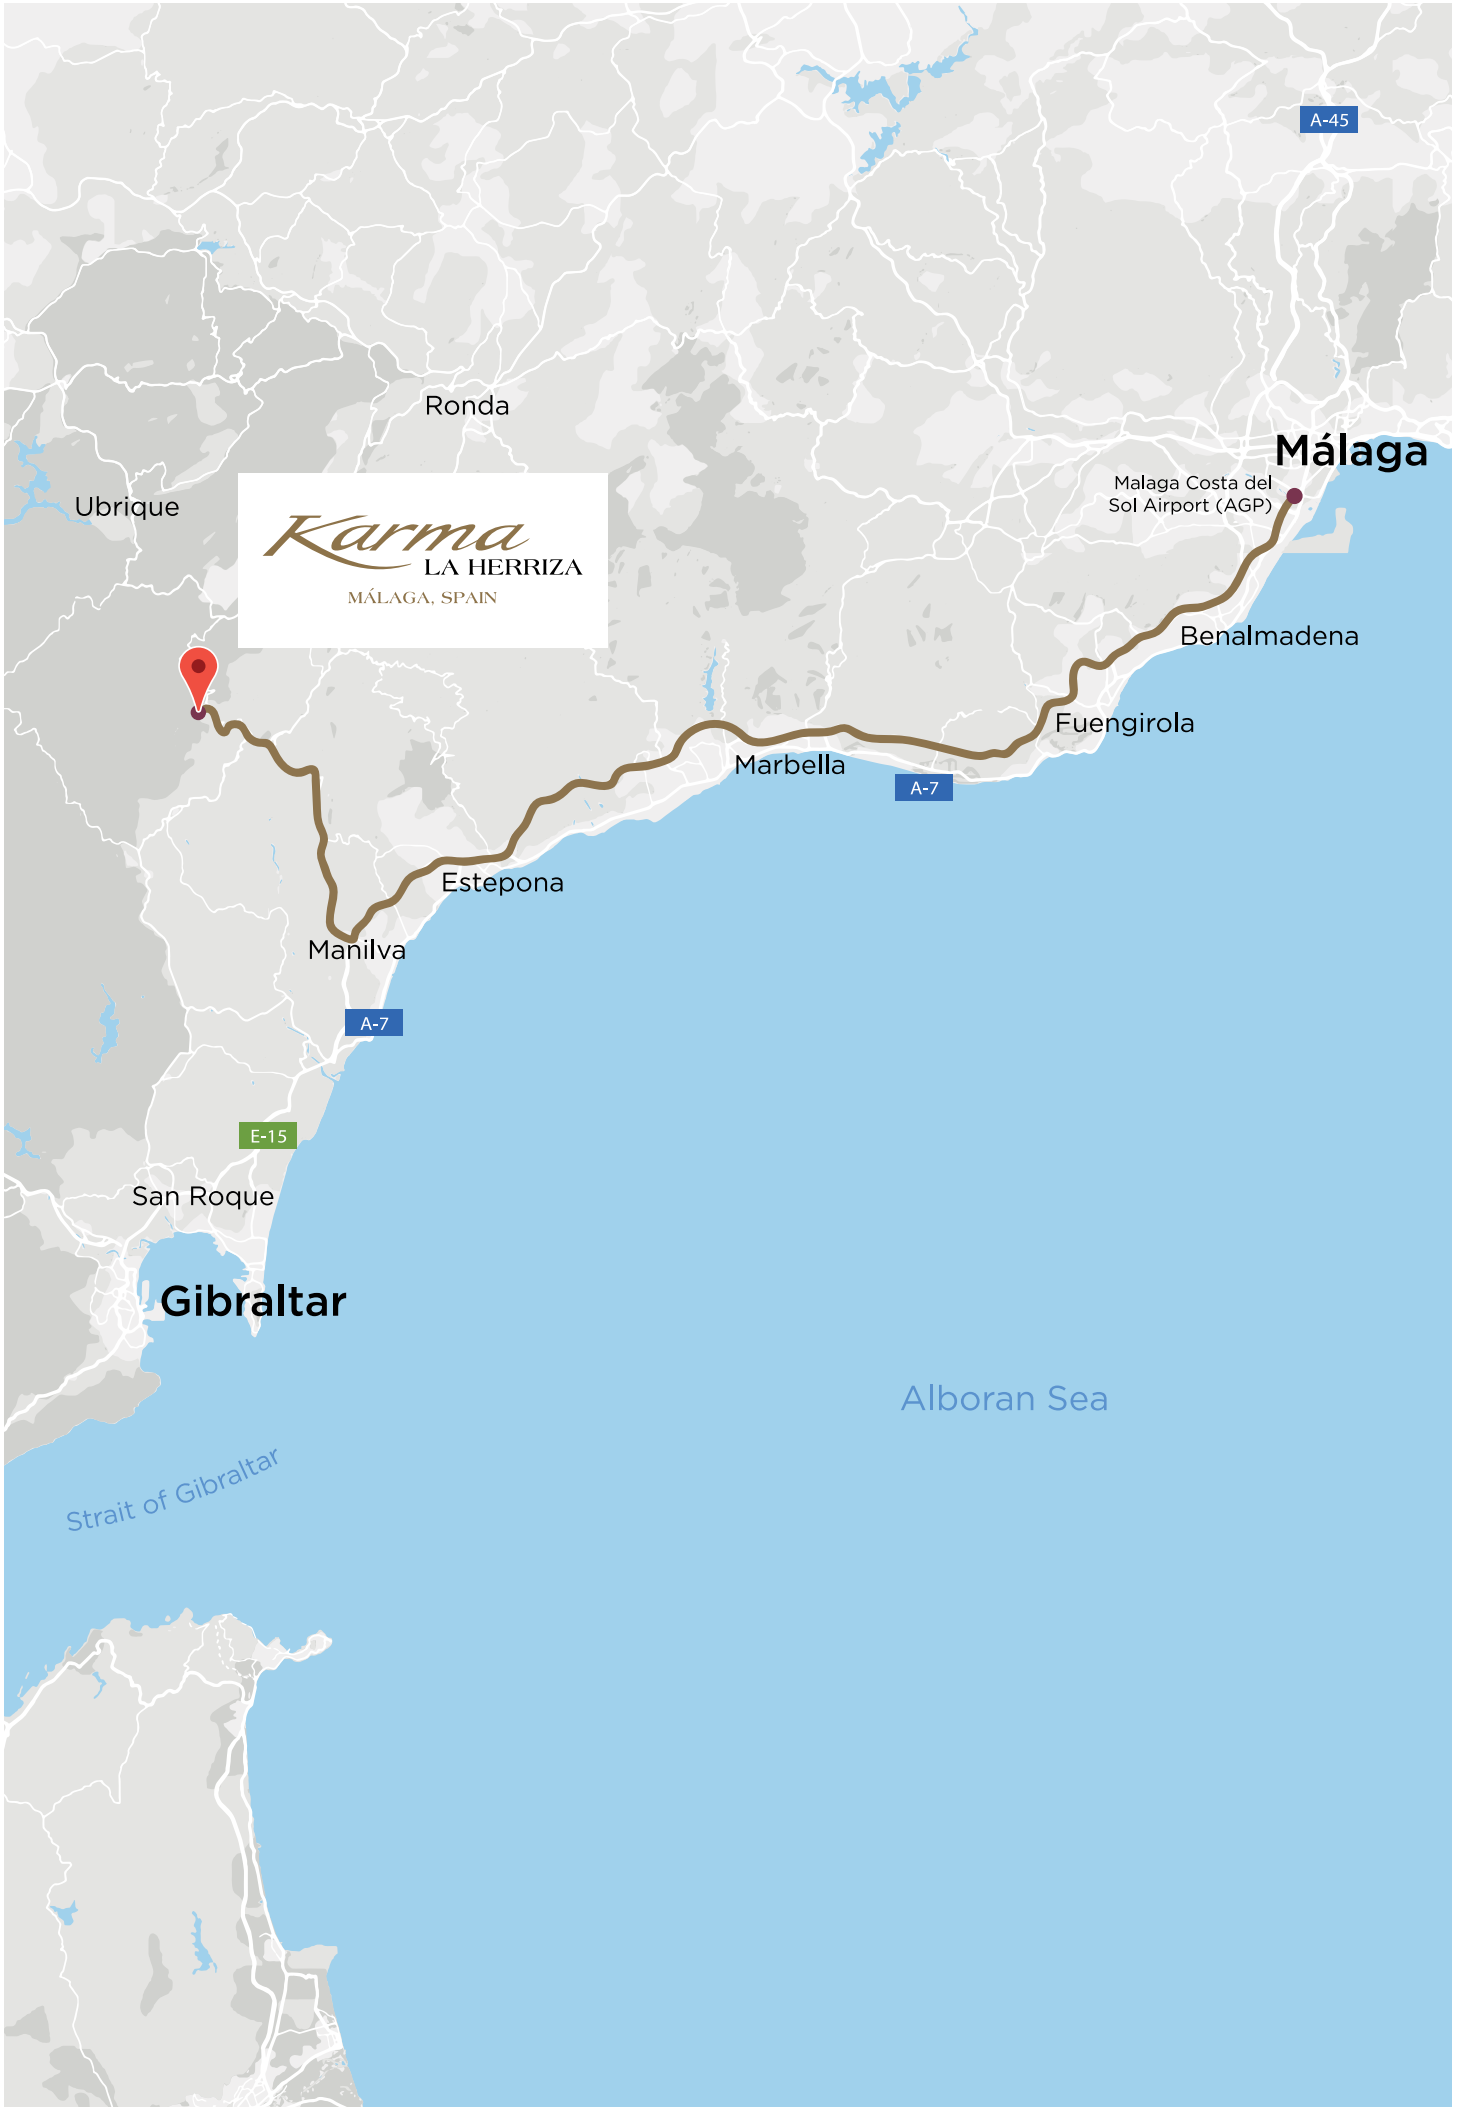 A-45
Ronda
Málaga
Malaga Costa del
Sol Airport (AGP)
Ubrique
Karma
LA HERRIZA
MÁLAGA, SPAIN
Benalmadena
Fuengirola
Marbella
A-7
Estepona
Manilva
A-7
E-15
San Roque
Gibraltar
Alboran Sea
Strait of Gibraltar